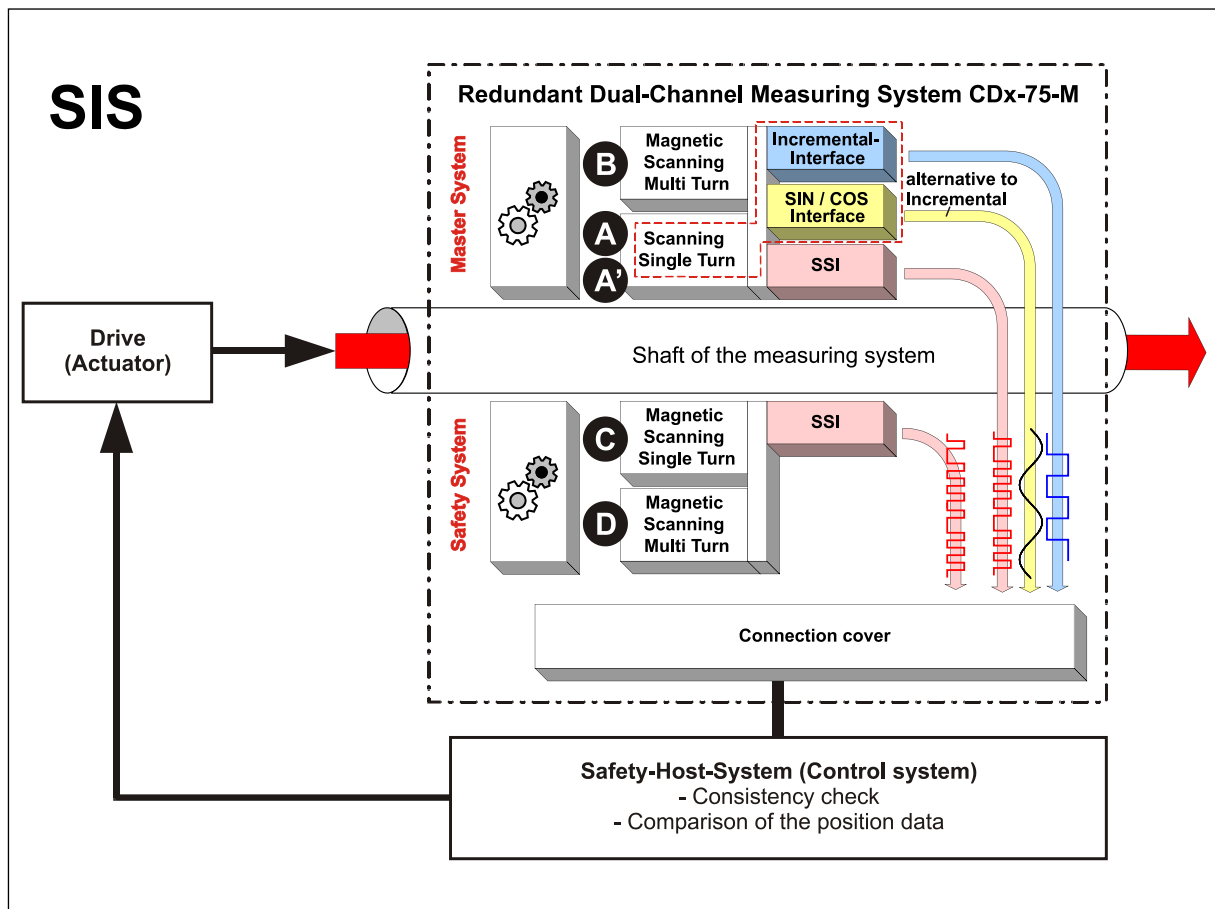 SIS
Redundant Dual-Channel Measuring System CDx-75-M
Master System
B
Magnetic
Scanning
Multi Turn
A
A'
Scanning
Single Turn
Incremental-
Interface
SIN / COS
Interface
SSI
alternative to
Incremental
Drive
(Actuator)
Shaft of the measuring system
Safety System
C
Magnetic
Scanning
Single Turn
D
Magnetic
Scanning
Multi Turn
SSI
Connection cover
Safety-Host-System (Control system)
- Consistency check
- Comparison of the position data